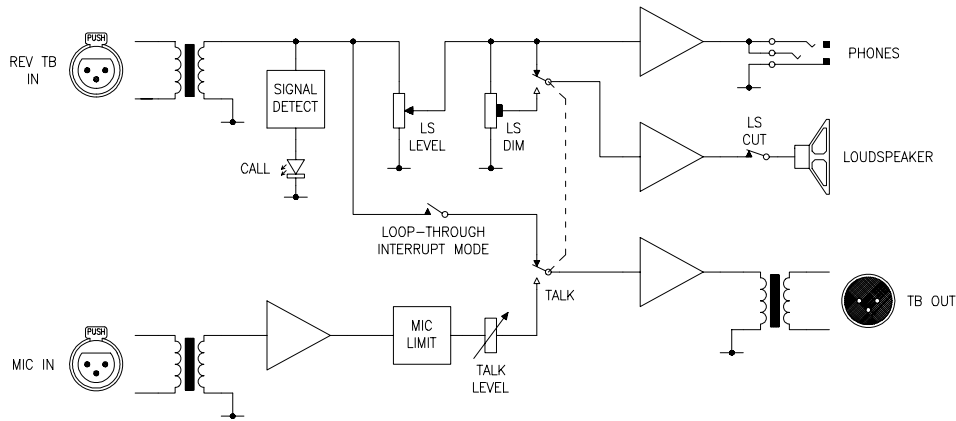 PUSH
REV TB
IN
SIGNAL
DETECT
CALL
LS
LEVEL
LS
DIM
PHONES
LS
CUT
LOUDSPEAKER
LOOP-THROUGH
INTERRUPT MODE
TALK
TB OUT
PUSH
MIC IN
MIC
LIMIT
TALK
LEVEL